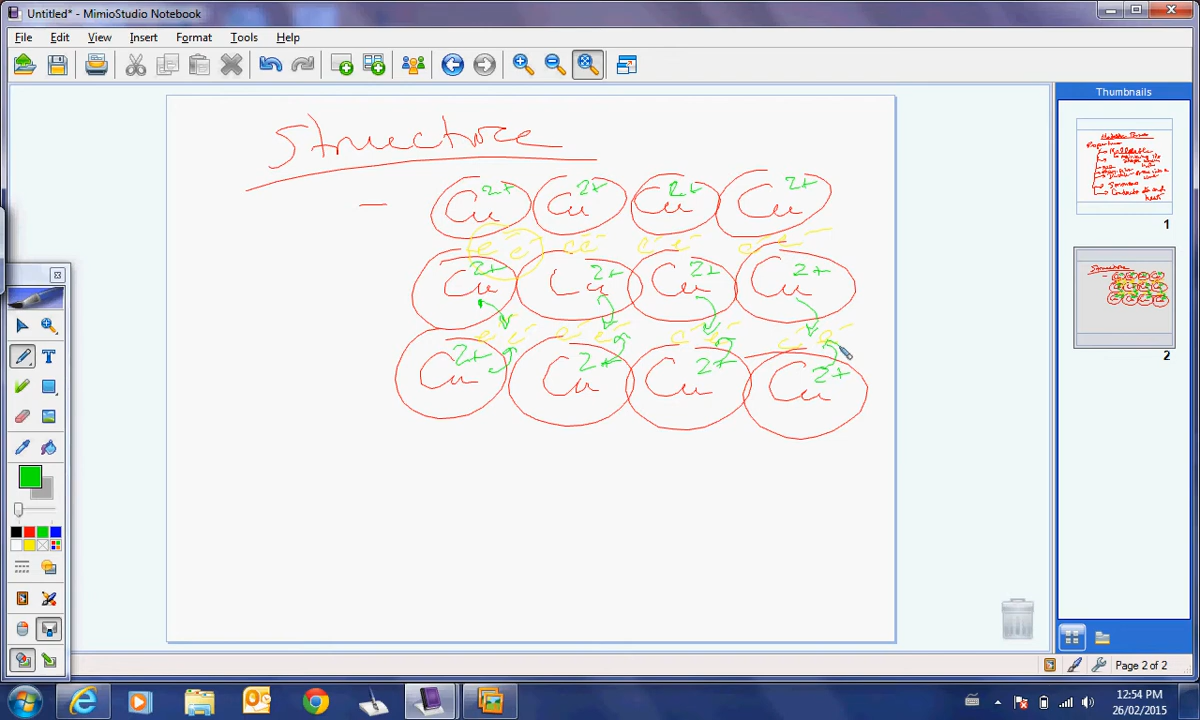 Untitled* - MimioStudio Notebook
File Edit View Insert Format Tools Help
Thumbnails
Structure
- Cu 2+ Cu 2+ Cu 2+ Cu 2+
e- e- e- e- e- e- e- e-
Cu 2+ Cu 2+ Cu 2+ Cu 2+
e- e- e- e- e- e- e- e-
Cu 2+ Cu 2+ Cu 2+ Cu 2+
Properties
1
Structure
2
Page 2 of 2
12:54 PM
26/02/2015